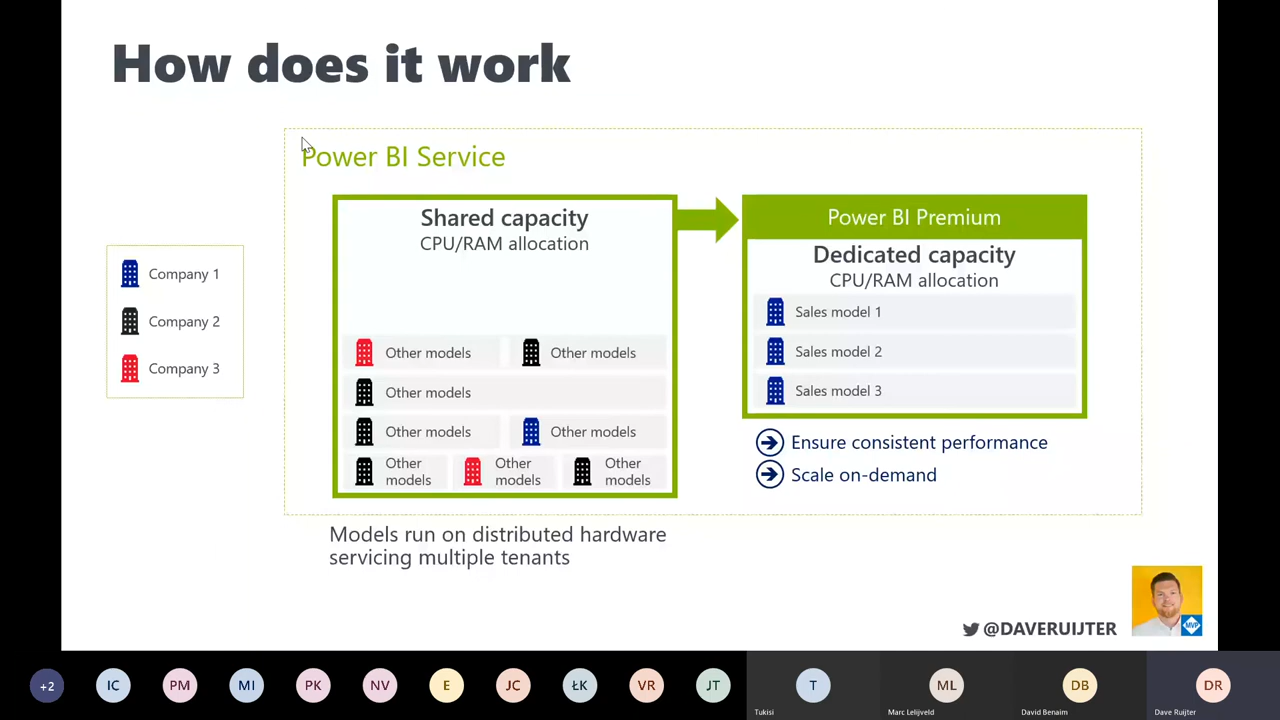 How does it work
Power BI Service
Company 1
Company 2
Company 3
Shared capacity
CPU/RAM allocation
Other models
Other models
Other models
Other models
Other models
Other
models
Other
models
Other
models
Models run on distributed hardware
servicing multiple tenants
Power BI Premium
Dedicated capacity
CPU/RAM allocation
Sales model 1
Sales model 2
Sales model 3
Ensure consistent performance
Scale on-demand
MVP
@DAVERUIJTER
+2
IC
PM
MI
PK
NV
E
JC
ŁK
VR
JT
T
Tukisi
ML
Marc Lelijveld
DB
David Benaim
DR
Dave Ruijter